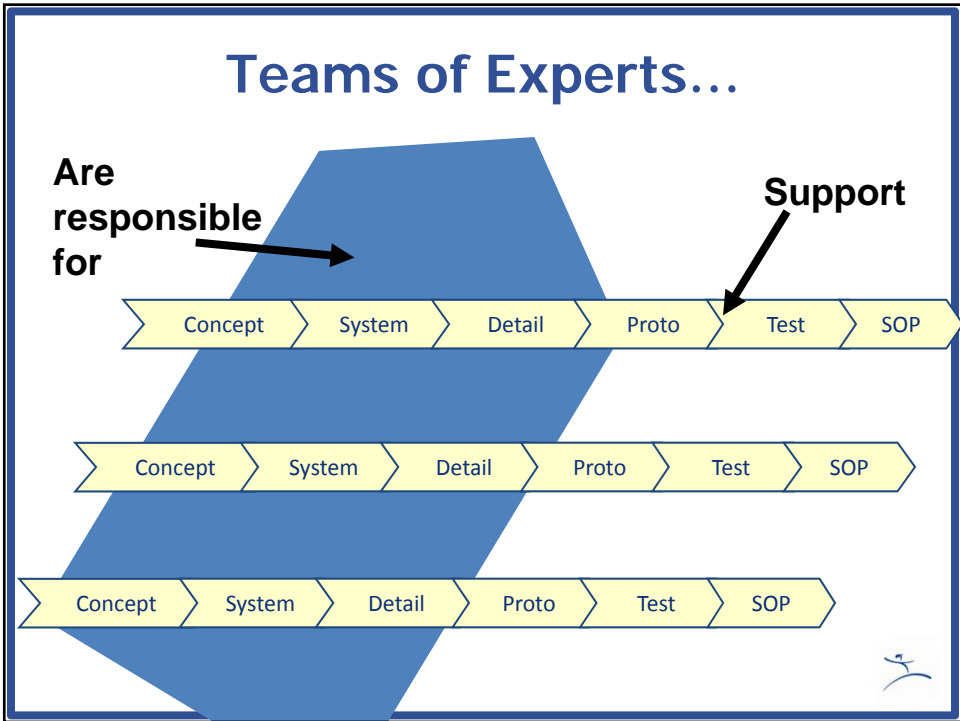 Teams of Experts...
Are
responsible
for
Support
Concept System Detail Proto Test SOP
Concept System Detail Proto Test SOP
Concept System Detail Proto Test SOP